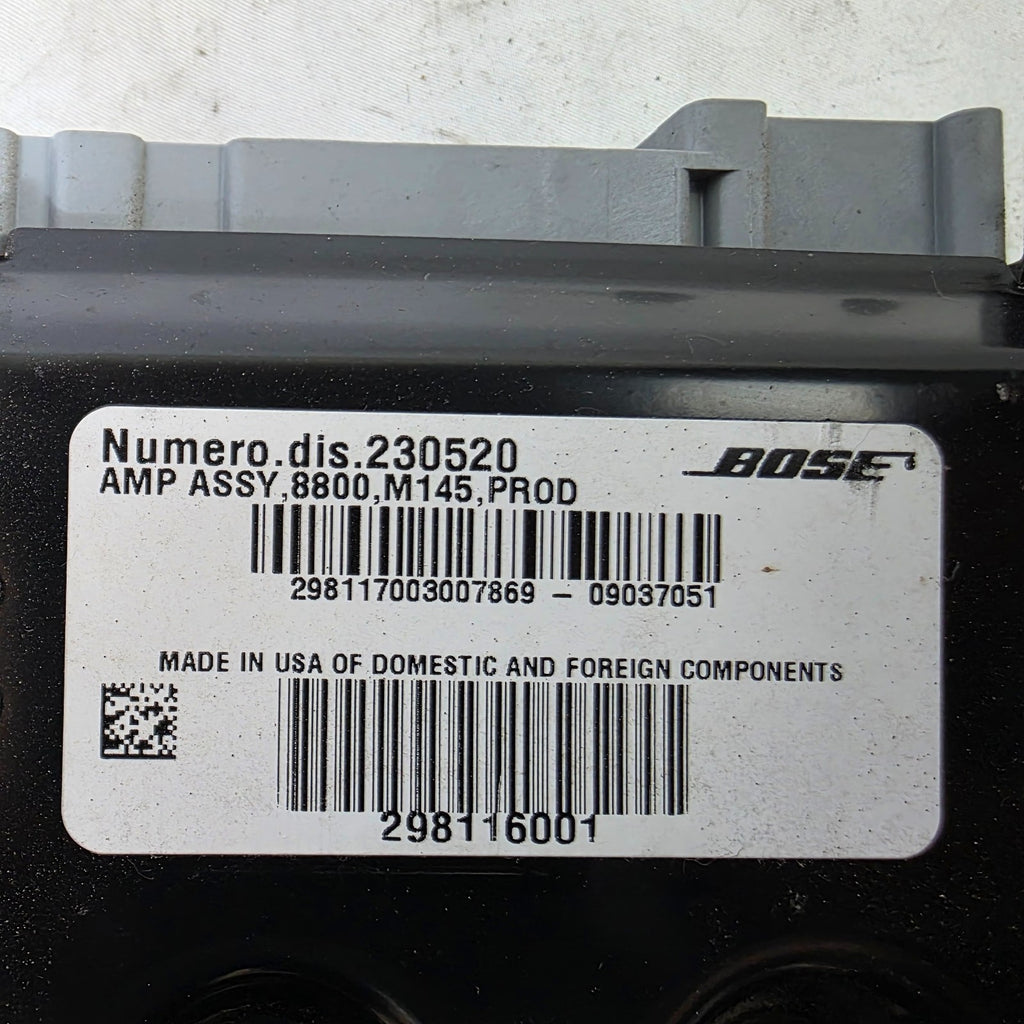 Numero.dis.230520
BOSE
AMP ASSY,8800,M145,PROD
298117003007869 – 09037051
MADE IN USA OF DOMESTIC AND FOREIGN COMPONENTS
298116001